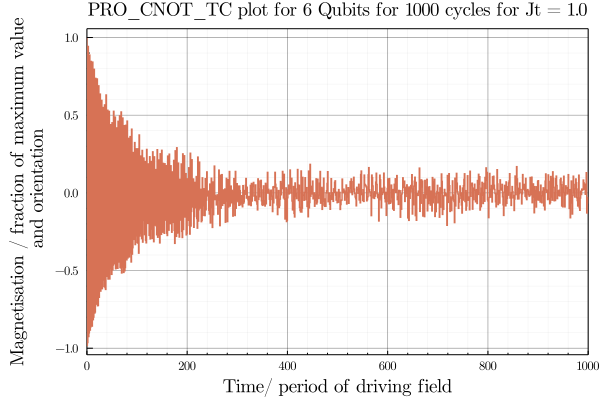 PRO_CNOT_TC plot for 6 Qubits for 1000 cycles for Jt = 1.0
Magnetisation / fraction of maximum value
and orientation
1.0
0.5
0.0
−0.5
−1.0
0 200 400 600 800 1000
Time/ period of driving field